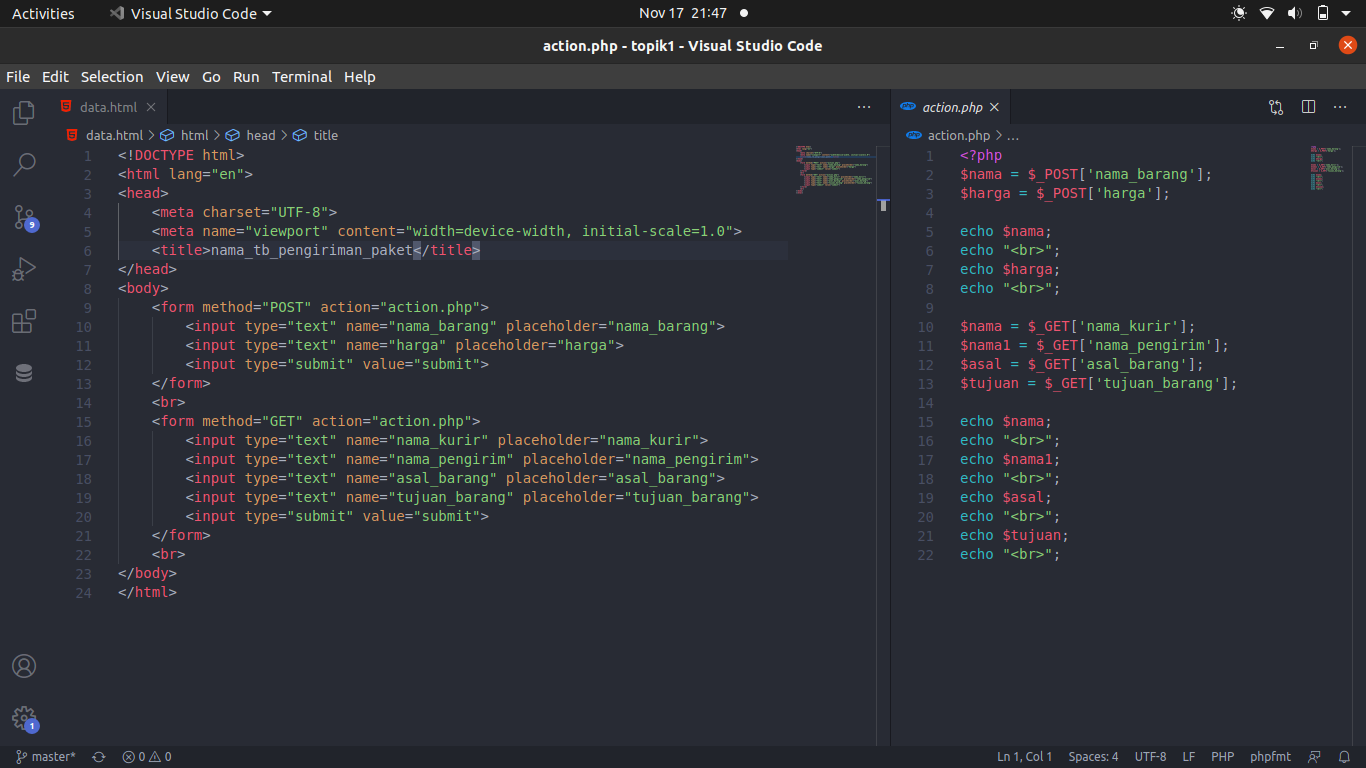 Activities Visual Studio Code Nov 17 21:47
action.php - topik1 - Visual Studio Code
File Edit Selection View Go Run Terminal Help
data.html
data.html > html > head > title
1 <!DOCTYPE html>
2 <html lang="en">
3 <head>
4 <meta charset="UTF-8">
5 <meta name="viewport" content="width=device-width, initial-scale=1.0">
6 <title>nama_tb_pengiriman_paket</title>
7 </head>
8 <body>
9 <form method="POST" action="action.php">
10 <input type="text" name="nama_barang" placeholder="nama_barang">
11 <input type="text" name="harga" placeholder="harga">
12 <input type="submit" value="submit">
13 </form>
14 <br>
15 <form method="GET" action="action.php">
16 <input type="text" name="nama_kurir" placeholder="nama_kurir">
17 <input type="text" name="nama_pengirim" placeholder="nama_pengirim">
18 <input type="text" name="asal_barang" placeholder="asal_barang">
19 <input type="text" name="tujuan_barang" placeholder="tujuan_barang">
20 <input type="submit" value="submit">
21 </form>
22 <br>
23 </body>
24 </html>
php action.php
php action.php > ...
1 <?php
2 $nama = $_POST['nama_barang'];
3 $harga = $_POST['harga'];
4
5 echo $nama;
6 echo "<br>";
7 echo $harga;
8 echo "<br>";
9
10 $nama = $_GET['nama_kurir'];
11 $nama1 = $_GET['nama_pengirim'];
12 $asal = $_GET['asal_barang'];
13 $tujuan = $_GET['tujuan_barang'];
14
15 echo $nama;
16 echo "<br>";
17 echo $nama1;
18 echo "<br>";
19 echo $asal;
20 echo "<br>";
21 echo $tujuan;
22 echo "<br>";
9
1
master* 0 0 Ln 1, Col 1 Spaces: 4 UTF-8 LF PHP phpfmt